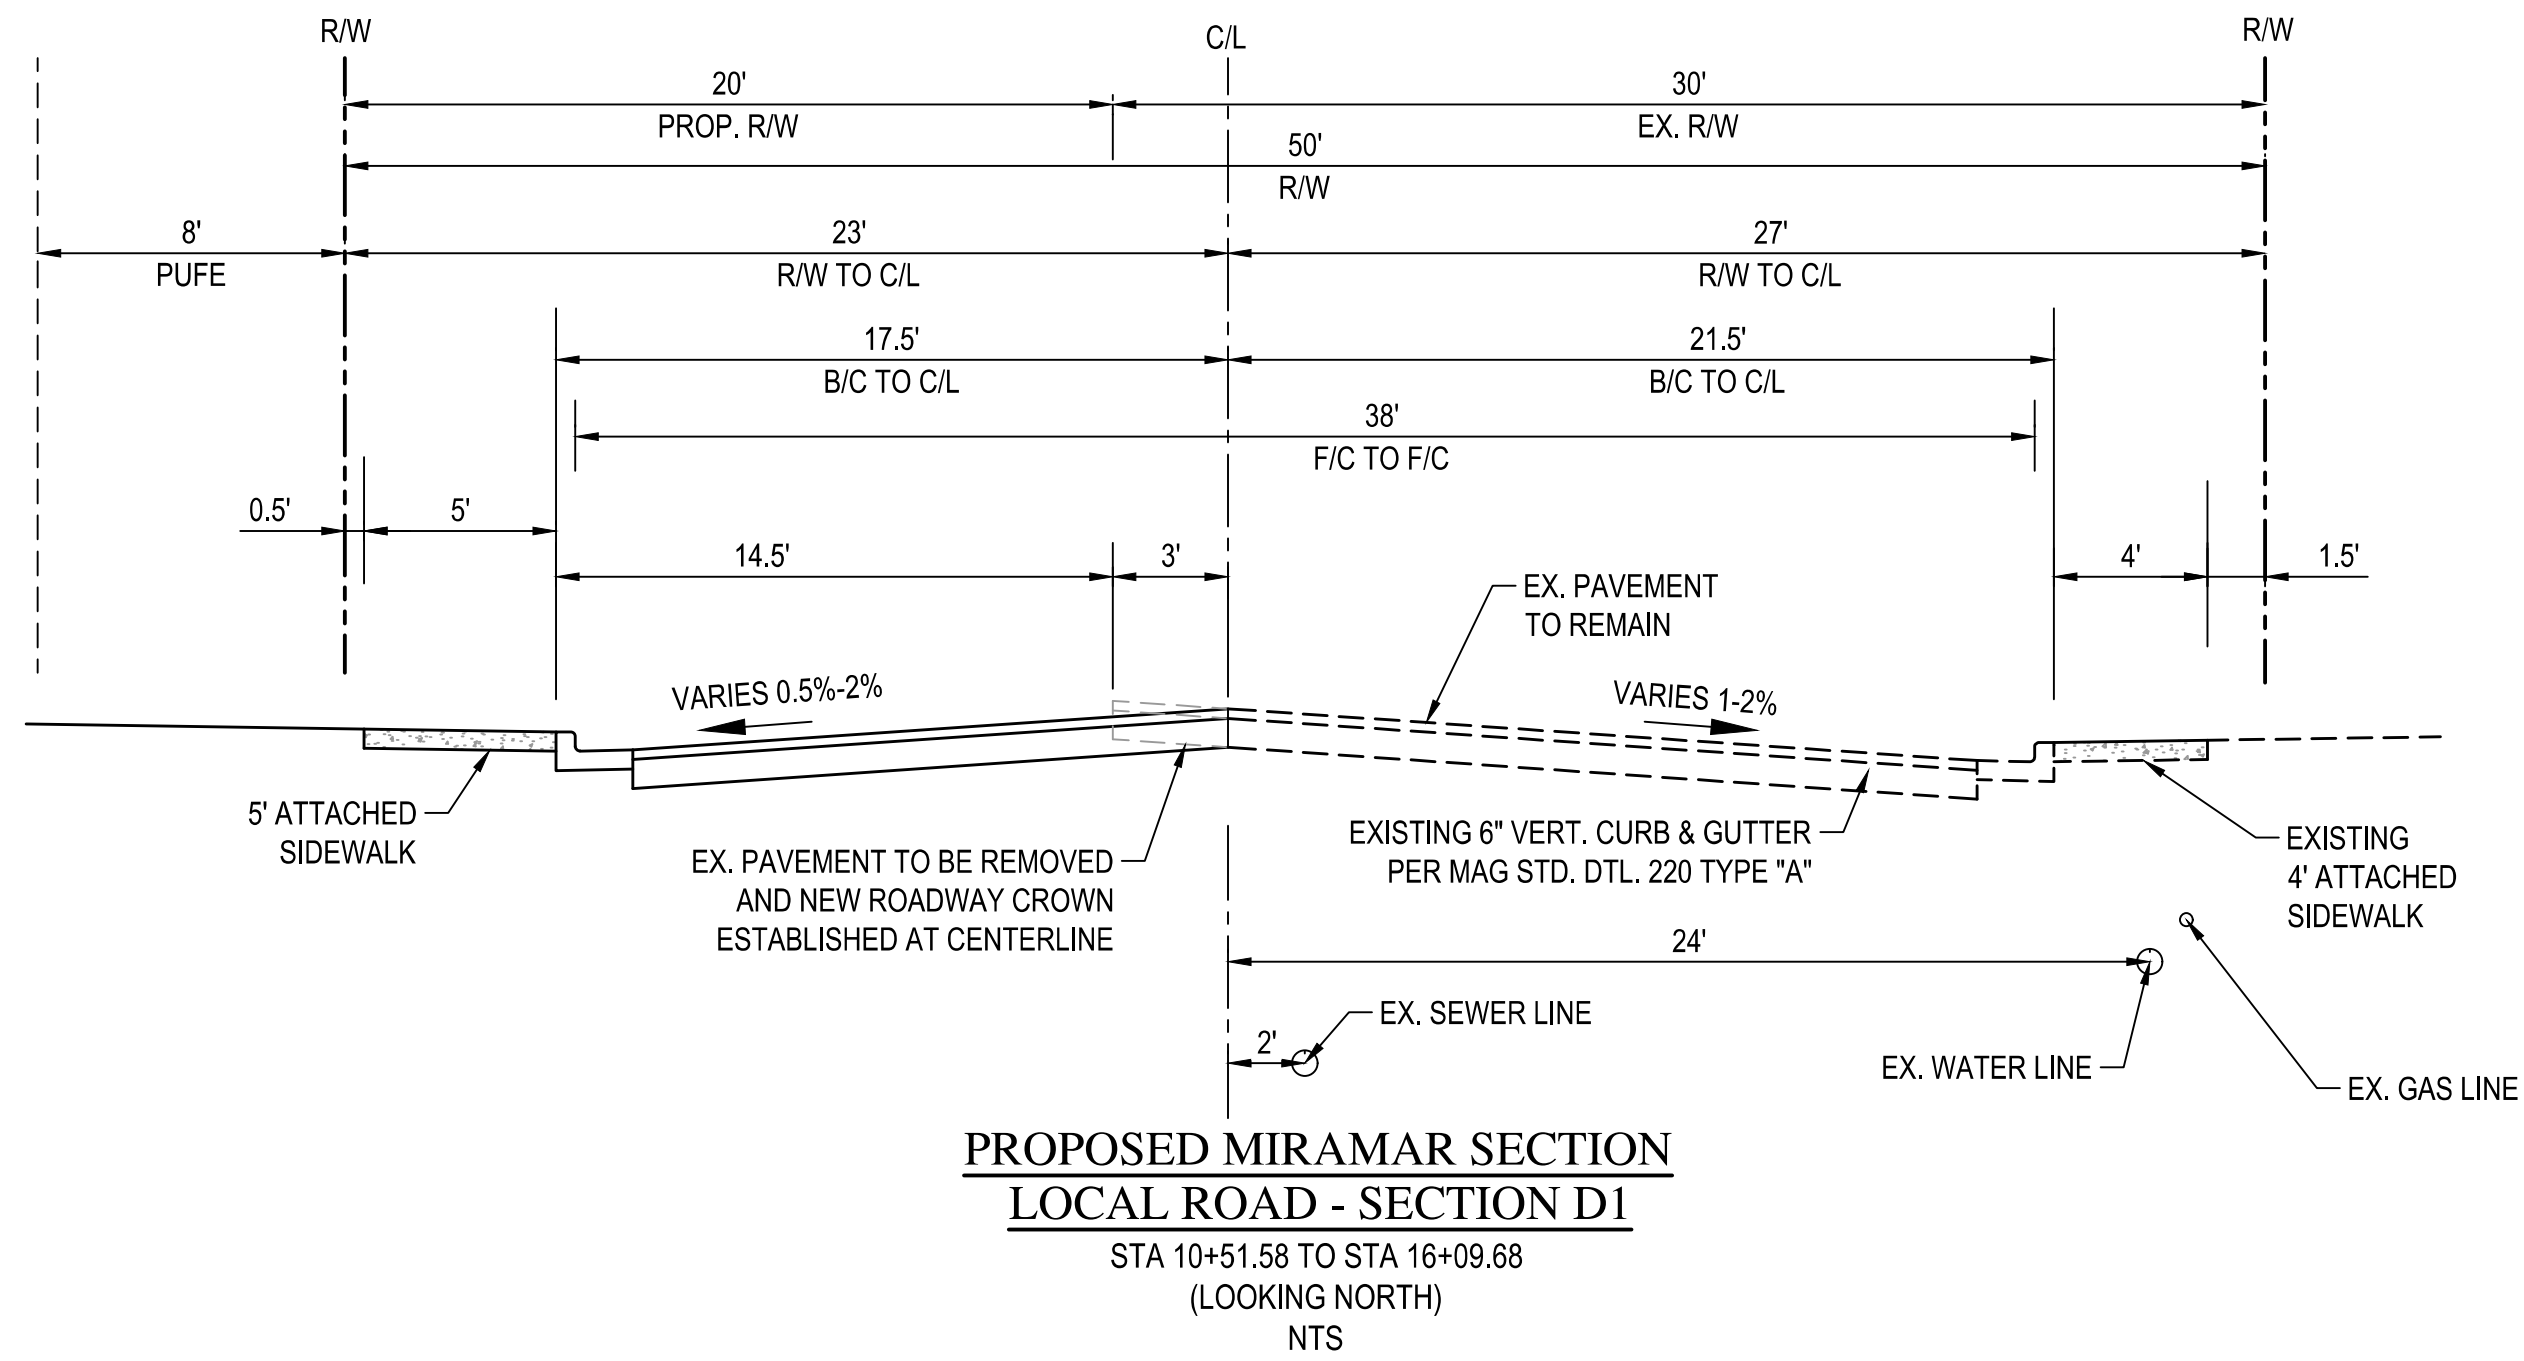 R/W
C/L
R/W
20'
PROP. R/W
30'
EX. R/W
50'
R/W
8'
PUFE
23'
R/W TO C/L
27'
R/W TO C/L
17.5'
B/C TO C/L
21.5'
B/C TO C/L
38'
F/C TO F/C
0.5'
5'
14.5'
3'
4'
1.5'
EX. PAVEMENT
TO REMAIN
VARIES 0.5%-2%
VARIES 1-2%
5' ATTACHED
SIDEWALK
EX. PAVEMENT TO BE REMOVED
AND NEW ROADWAY CROWN
ESTABLISHED AT CENTERLINE
EXISTING 6" VERT. CURB & GUTTER
PER MAG STD. DTL. 220 TYPE "A"
EXISTING
4' ATTACHED
SIDEWALK
24'
2'
EX. SEWER LINE
EX. WATER LINE
EX. GAS LINE
PROPOSED MIRAMAR SECTION
LOCAL ROAD - SECTION D1
STA 10+51.58 TO STA 16+09.68
(LOOKING NORTH)
NTS